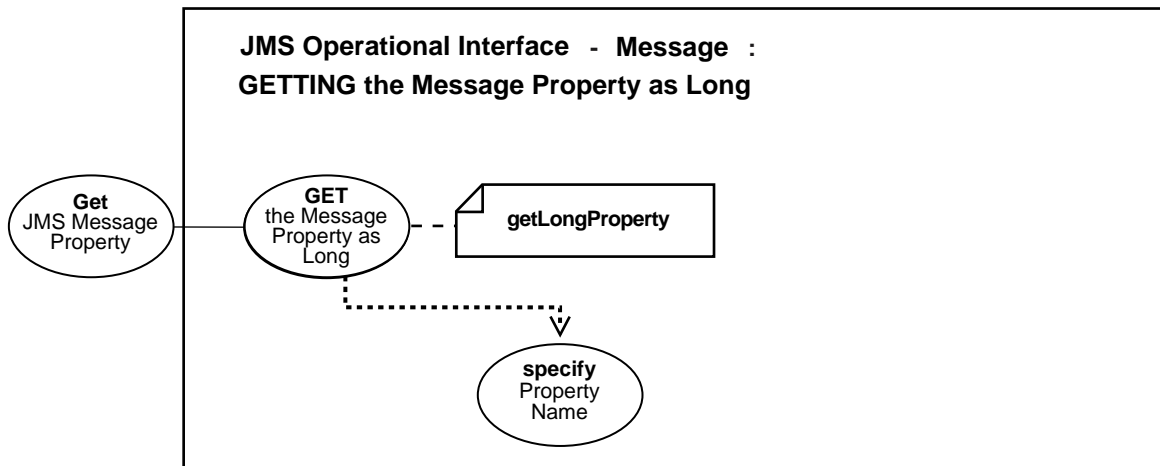 JMS Operational Interface - Message :
GETTING the Message Property as Long
Get
JMS Message
Property
GET
the Message
Property as
Long
getLongProperty
specify
Property
Name